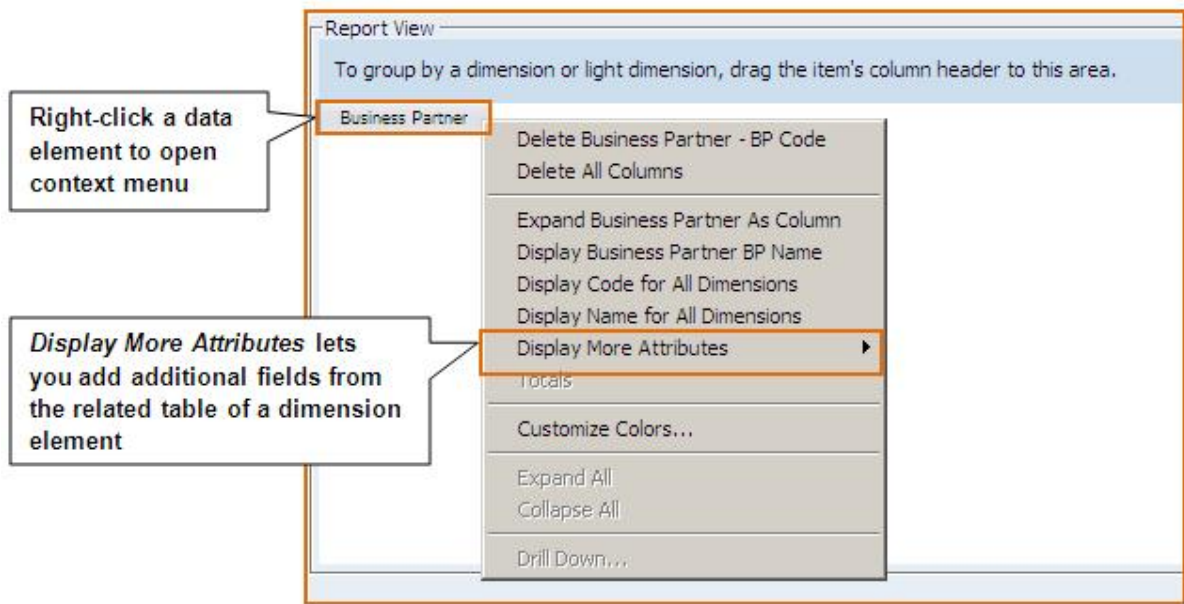 Report View
To group by a dimension or light dimension, drag the item's column header to this area.
Right-click a data
element to open
context menu
Business Partner
Delete Business Partner - BP Code
Delete All Columns
Expand Business Partner As Column
Display Business Partner BP Name
Display Code for All Dimensions
Display Name for All Dimensions
Display More Attributes
Totals
Customize Colors...
Expand All
Collapse All
Drill Down...
Display More Attributes lets
you add additional fields from
the related table of a dimension
element